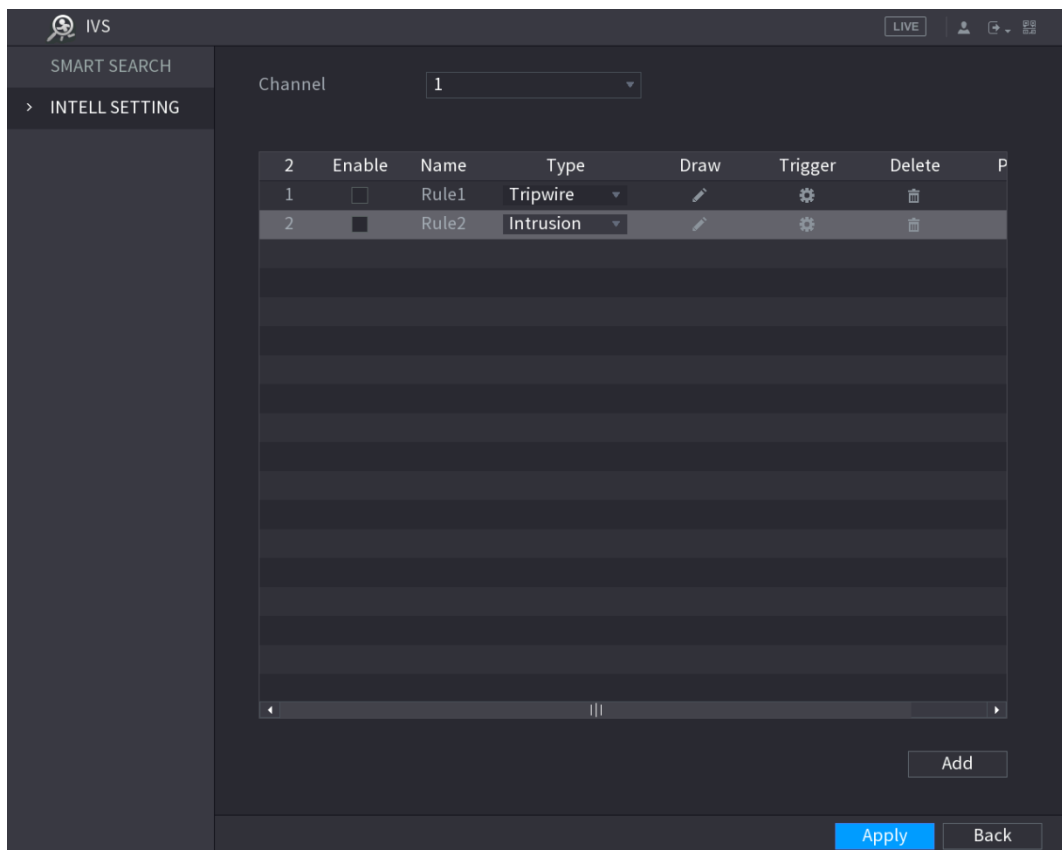 IVS
LIVE
SMART SEARCH
INTELL SETTING
Channel 1
2 Enable Name Type Draw Trigger Delete P
1 Rule1 Tripwire
2 Rule2 Intrusion
Add
Apply Back